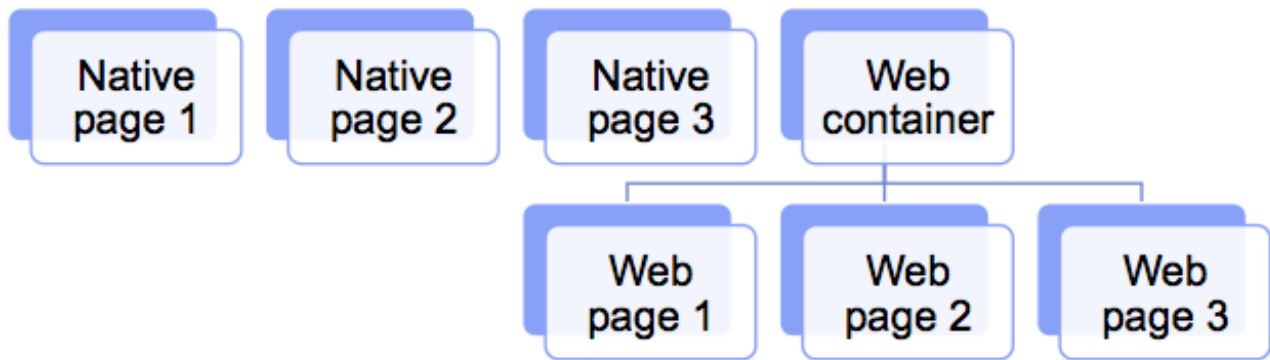 Native
page 1
Native
page 2
Native
page 3
Web
container
Web
page 1
Web
page 2
Web
page 3